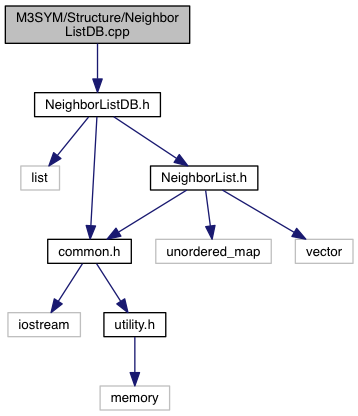 M3SYM/Structure/Neighbor
ListDB.cpp
NeighborListDB.h
list
NeighborList.h
common.h
unordered_map
vector
iostream
utility.h
memory